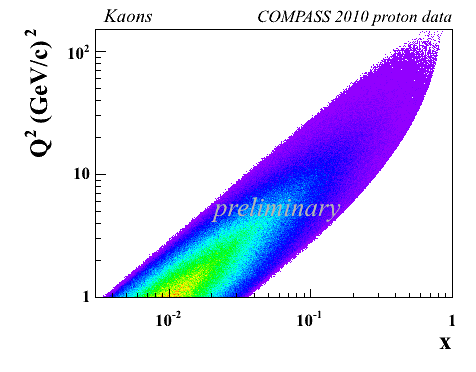 Kaons
COMPASS 2010 proton data
Q² (GeV/c)²
10²
10
1
preliminary
10⁻²
10⁻¹
1
x